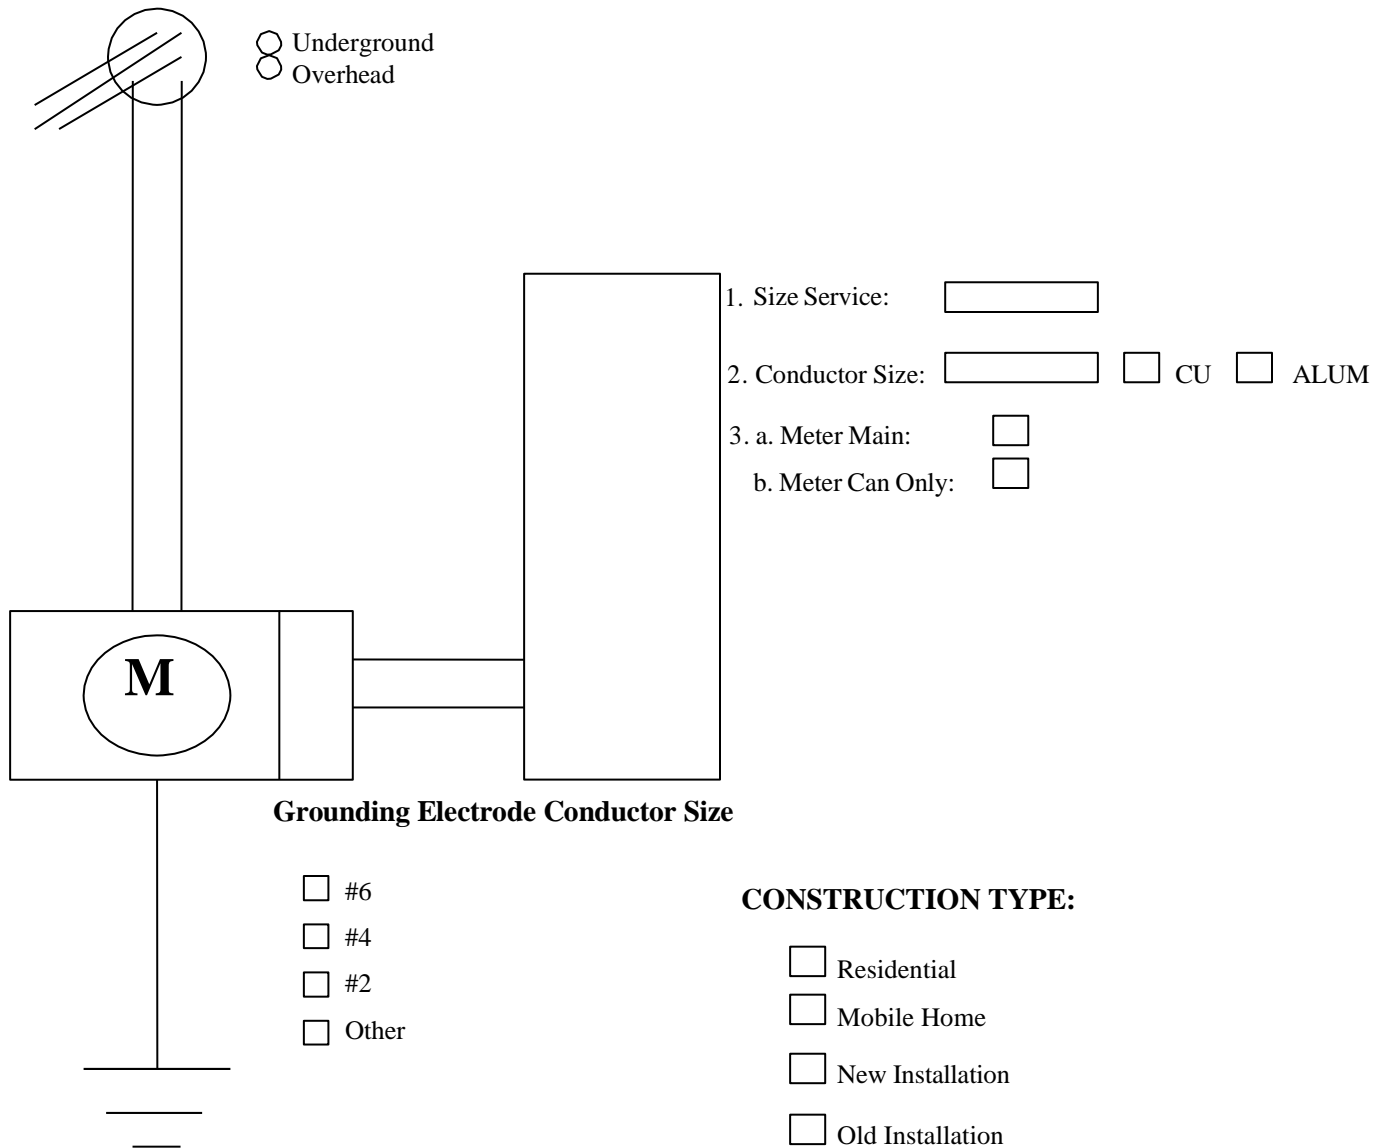 Underground
Overhead
1. Size Service:
2. Conductor Size: CU ALUM
3. a. Meter Main:
b. Meter Can Only:
M
Grounding Electrode Conductor Size
#6
#4
#2
Other
CONSTRUCTION TYPE:
Residential
Mobile Home
New Installation
Old Installation